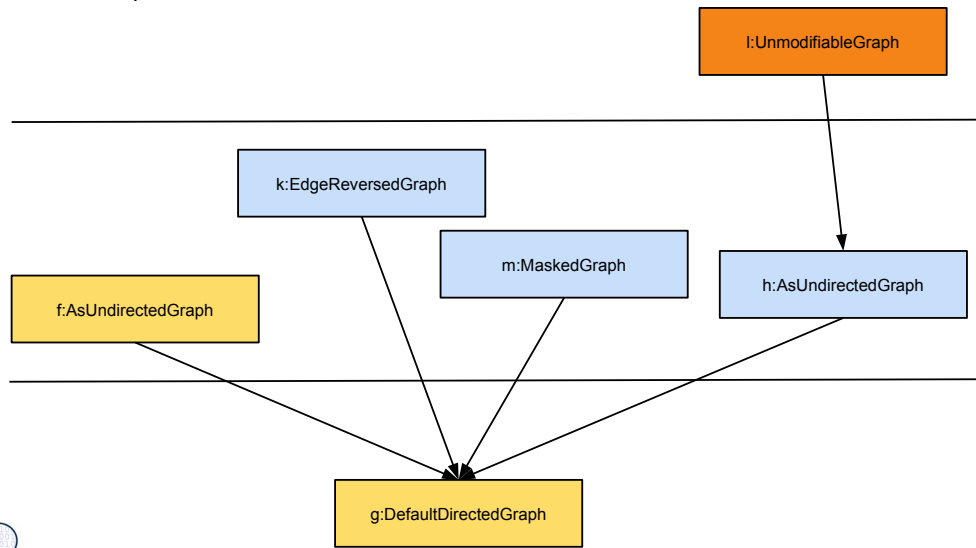 l:UnmodifiableGraph
k:EdgeReversedGraph
m:MaskedGraph
h:AsUndirectedGraph
f:AsUndirectedGraph
g:DefaultDirectedGraph